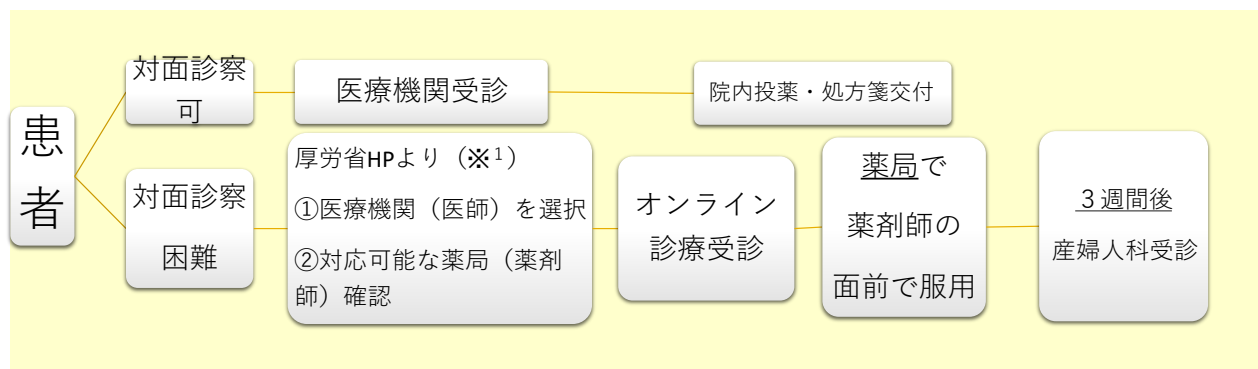 患者
対面診察
可
医療機関受診
院内投薬・処方箋交付
対面診察
困難
厚労省HPより（※1）
①医療機関（医師）を選択
②対応可能な薬局（薬剤
師）確認
オンライン
診療受診
薬局で
薬剤師の
面前で服用
３週間後
産婦人科受診